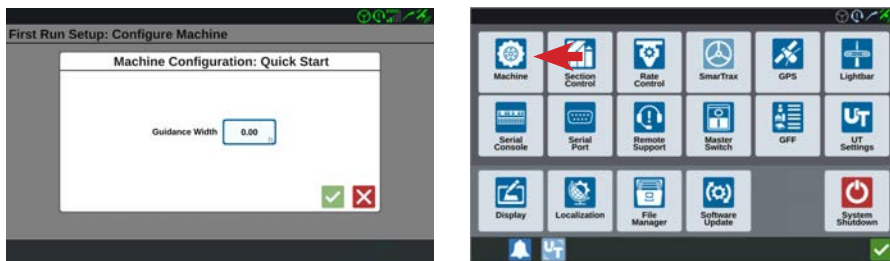 First Run Setup: Configure Machine
Machine Configuration: Quick Start
Guidance Width 0.00
Machine
Section
Control
Rate
Control
SmarTrax
GPS
Lightbar
Serial
Console
Serial
Port
Remote
Support
Master
Switch
GFF
UT
UT
Settings
Display
Localization
File
Manager
Software
Update
System
Shutdown
UT